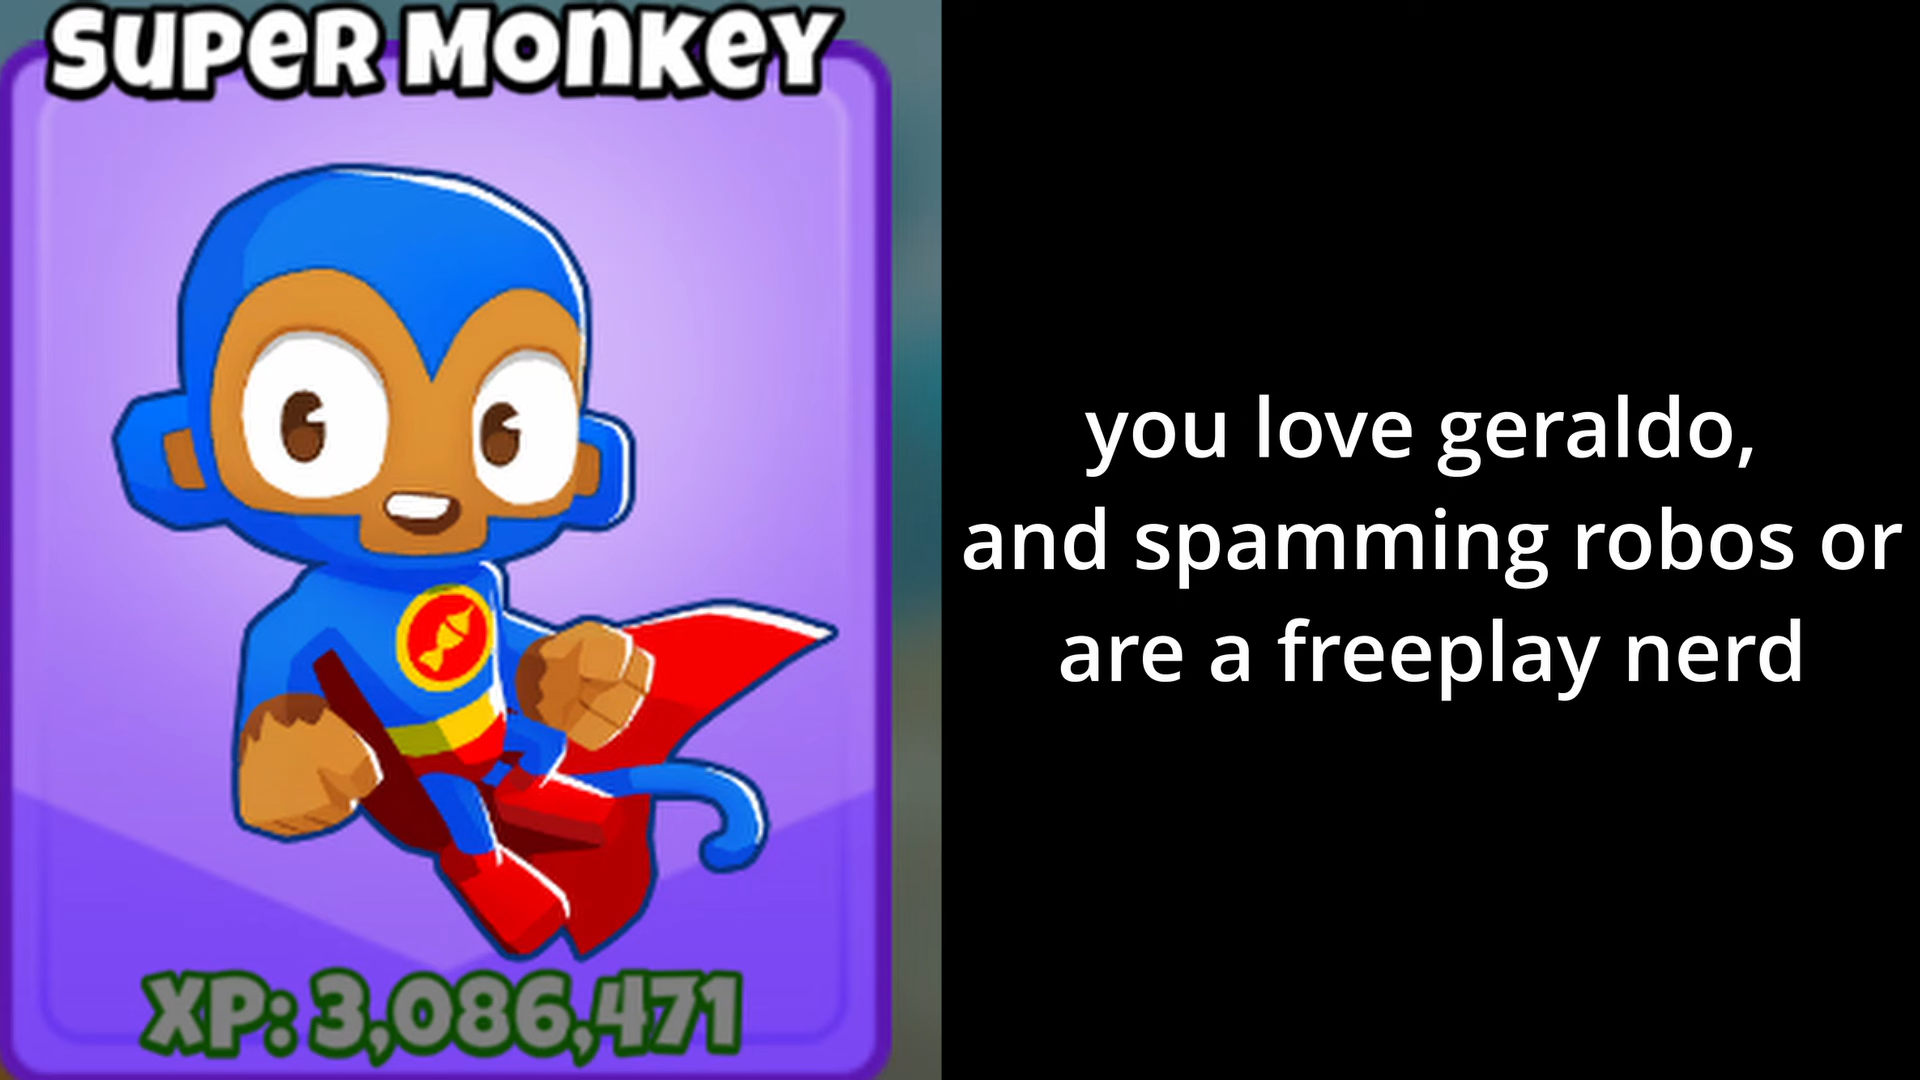 SUPER MONKEY
XP: 3,086,471
you love geraldo,
and spamming robos or
are a freeplay nerd